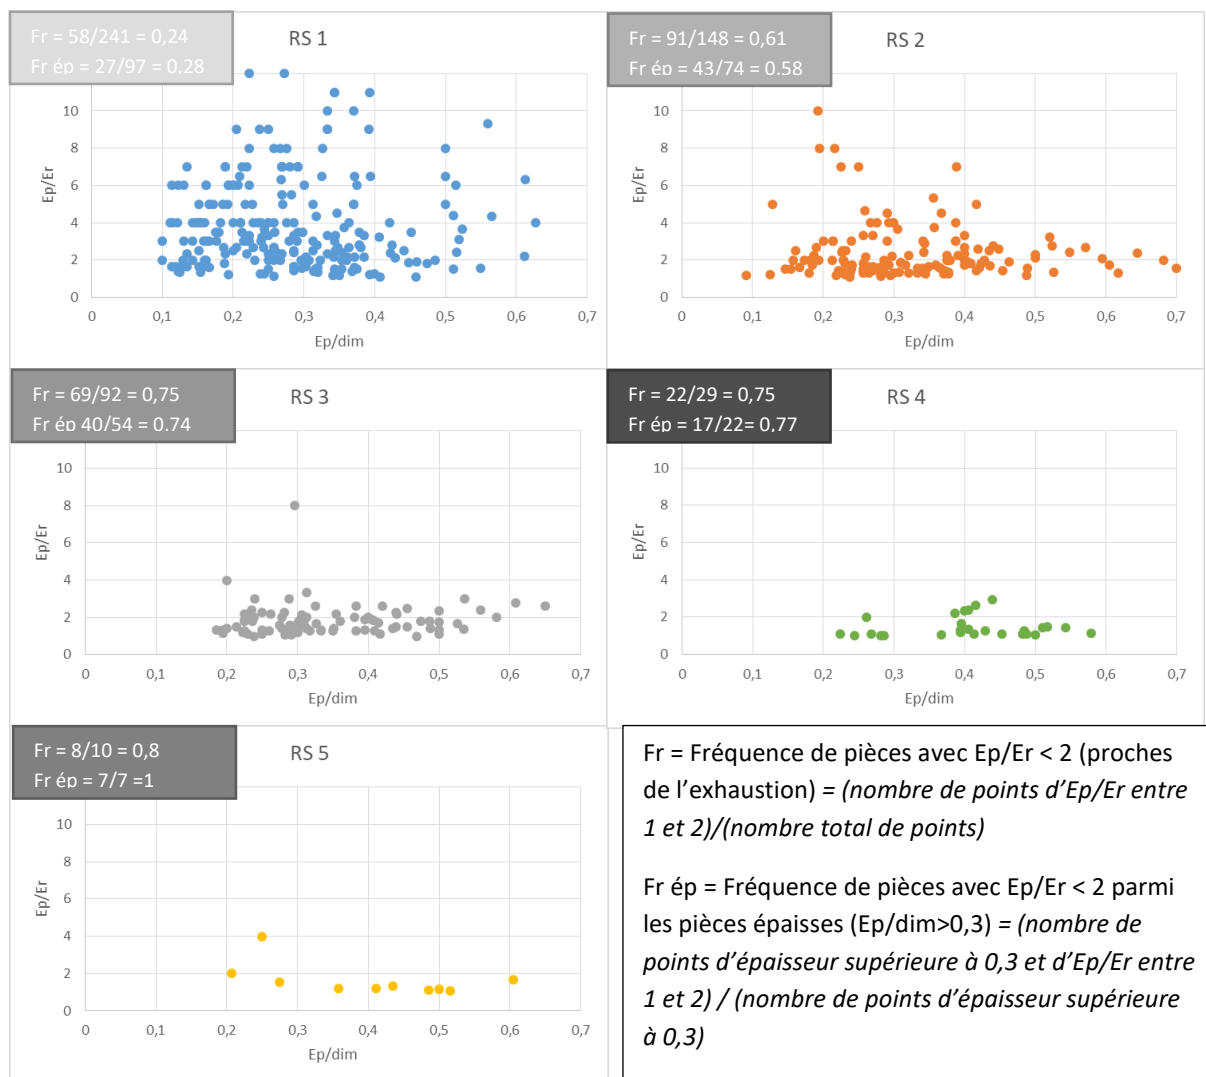 Fr = 58/241 = 0,24
Fr ép = 27/97 = 0,28
RS 1
10
8
6
4
2
0
Ep/Er
0
0,1
0,2
0,3
0,4
0,5
0,6
0,7
Ep/dim
Fr = 91/148 = 0,61
Fr ép = 43/74 = 0.58
RS 2
10
8
6
4
2
0
Ep/Er
0
0,1
0,2
0,3
0,4
0,5
0,6
0,7
Ep/dim
Fr = 69/92 = 0,75
Fr ép 40/54 = 0.74
RS 3
10
8
6
4
2
0
Ep/Er
0
0,1
0,2
0,3
0,4
0,5
0,6
0,7
Ep/dim
Fr = 22/29 = 0,75
Fr ép = 17/22= 0,77
RS 4
10
8
6
4
2
0
Ep/Er
0
0,1
0,2
0,3
0,4
0,5
0,6
0,7
Ep/dim
Fr = 8/10 = 0,8
Fr ép = 7/7 =1
RS 5
10
8
6
4
2
0
Ep/Er
0
0,1
0,2
0,3
0,4
0,5
0,6
0,7
Ep/dim
Fr = Fréquence de pièces avec Ep/Er < 2 (proches
de l’exhaustion) = (nombre de points d’Ep/Er entre
1 et 2)/(nombre total de points)
Fr ép = Fréquence de pièces avec Ep/Er < 2 parmi
les pièces épaisses (Ep/dim>0,3) = (nombre de
points d’épaisseur supérieure à 0,3 et d’Ep/Er entre
1 et 2) / (nombre de points d’épaisseur supérieure
à 0,3)